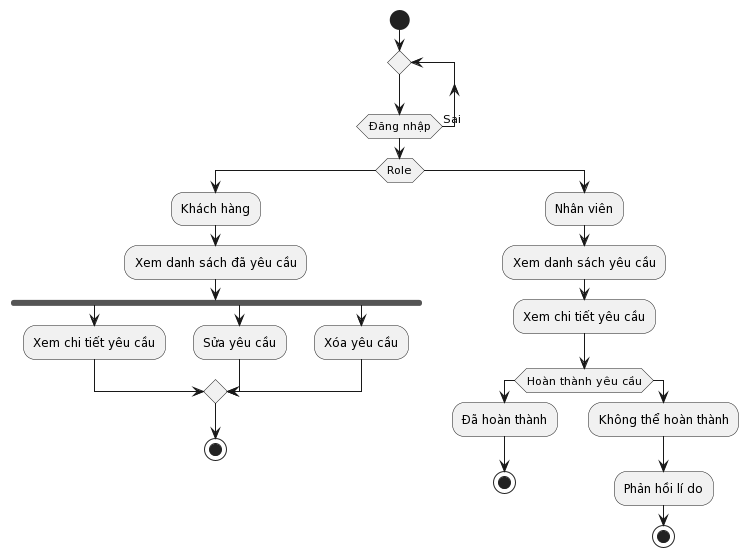 Sai
Đăng nhập
Role
Khách hàng
Nhân viên
Xem danh sách đã yêu cầu
Xem danh sách yêu cầu
Xem chi tiết yêu cầu
Sửa yêu cầu
Xóa yêu cầu
Xem chi tiết yêu cầu
Hoàn thành yêu cầu
Đã hoàn thành
Không thể hoàn thành
Phản hồi lí do